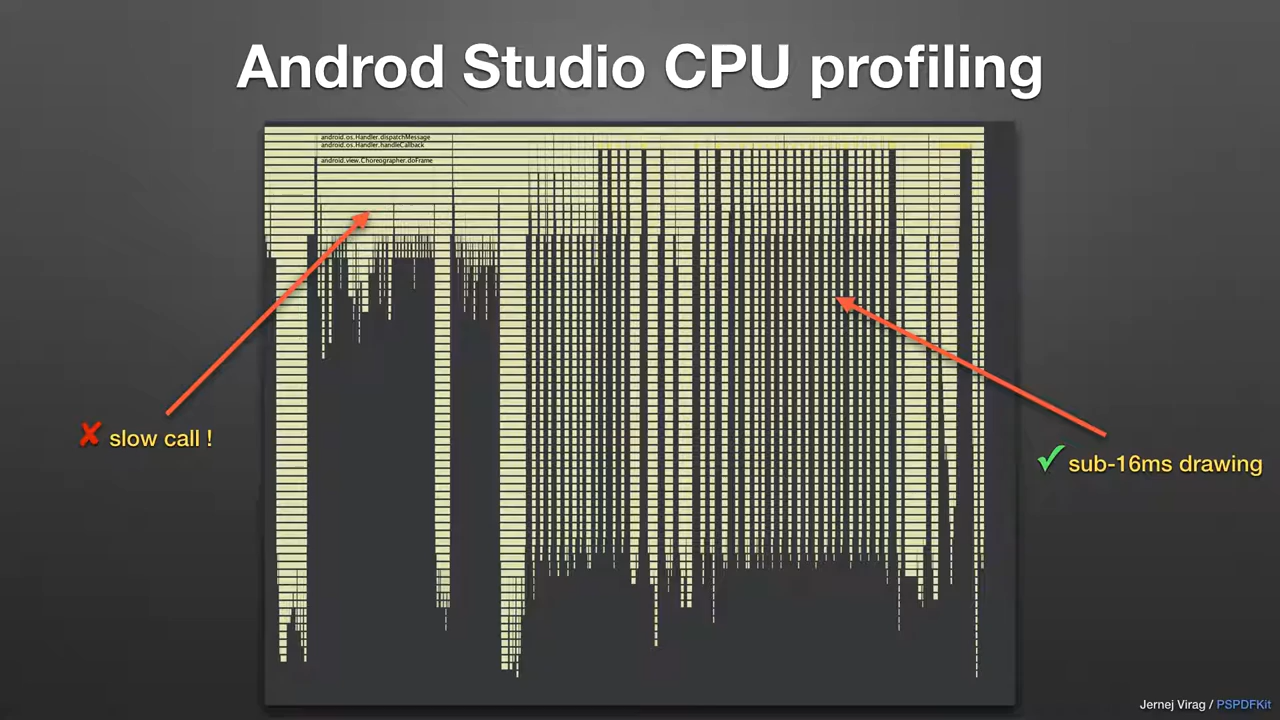 Androd Studio CPU profiling
android.os.Handler.dispatchMessage
android.os.Handler.handleCallback
android.view.Choreographer.doFrame
✘ slow call !
✓ sub-16ms drawing
Jernej Virag / PSPDFKit